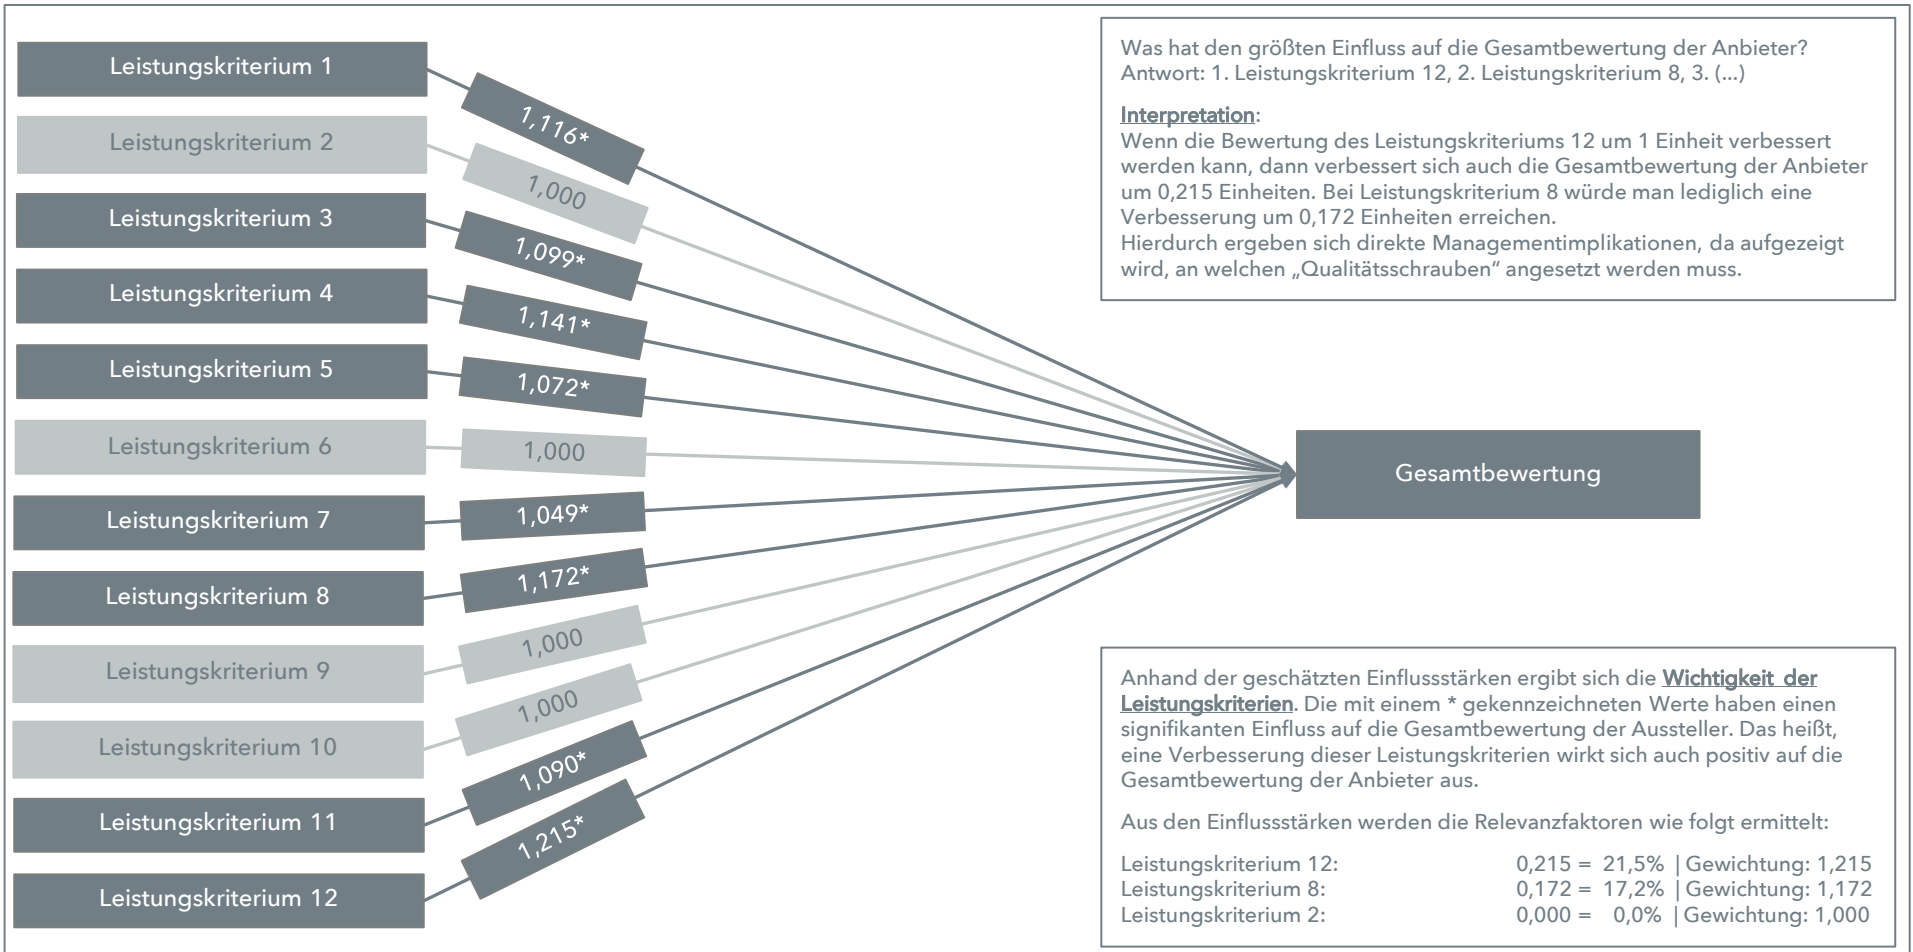 Leistungskriterium 1
Leistungskriterium 2
Leistungskriterium 3
Leistungskriterium 4
Leistungskriterium 5
Leistungskriterium 6
Leistungskriterium 7
Leistungskriterium 8
Leistungskriterium 9
Leistungskriterium 10
Leistungskriterium 11
Leistungskriterium 12
1,116*
1,000
1,099*
1,141*
1,072*
1,000
1,049*
1,172*
1,000
1,000
1,090*
1,215*
Gesamtbewertung
Was hat den größten Einfluss auf die Gesamtbewertung der Anbieter?
Antwort: 1. Leistungskriterium 12, 2. Leistungskriterium 8, 3. (...)
Interpretation:
Wenn die Bewertung des Leistungskriteriums 12 um 1 Einheit verbessert
werden kann, dann verbessert sich auch die Gesamtbewertung der Anbieter
um 0,215 Einheiten. Bei Leistungskriterium 8 würde man lediglich eine
Verbesserung um 0,172 Einheiten erreichen.
Hierdurch ergeben sich direkte Managementimplikationen, da aufgezeigt
wird, an welchen „Qualitätsschrauben“ angesetzt werden muss.
Anhand der geschätzten Einflussstärken ergibt sich die Wichtigkeit der
Leistungskriterien. Die mit einem * gekennzeichneten Werte haben einen
signifikanten Einfluss auf die Gesamtbewertung der Aussteller. Das heißt,
eine Verbesserung dieser Leistungskriterien wirkt sich auch positiv auf die
Gesamtbewertung der Anbieter aus.
Aus den Einflussstärken werden die Relevanzfaktoren wie folgt ermittelt:
Leistungskriterium 12: 0,215 = 21,5% | Gewichtung: 1,215
Leistungskriterium 8: 0,172 = 17,2% | Gewichtung: 1,172
Leistungskriterium 2: 0,000 = 0,0% | Gewichtung: 1,000